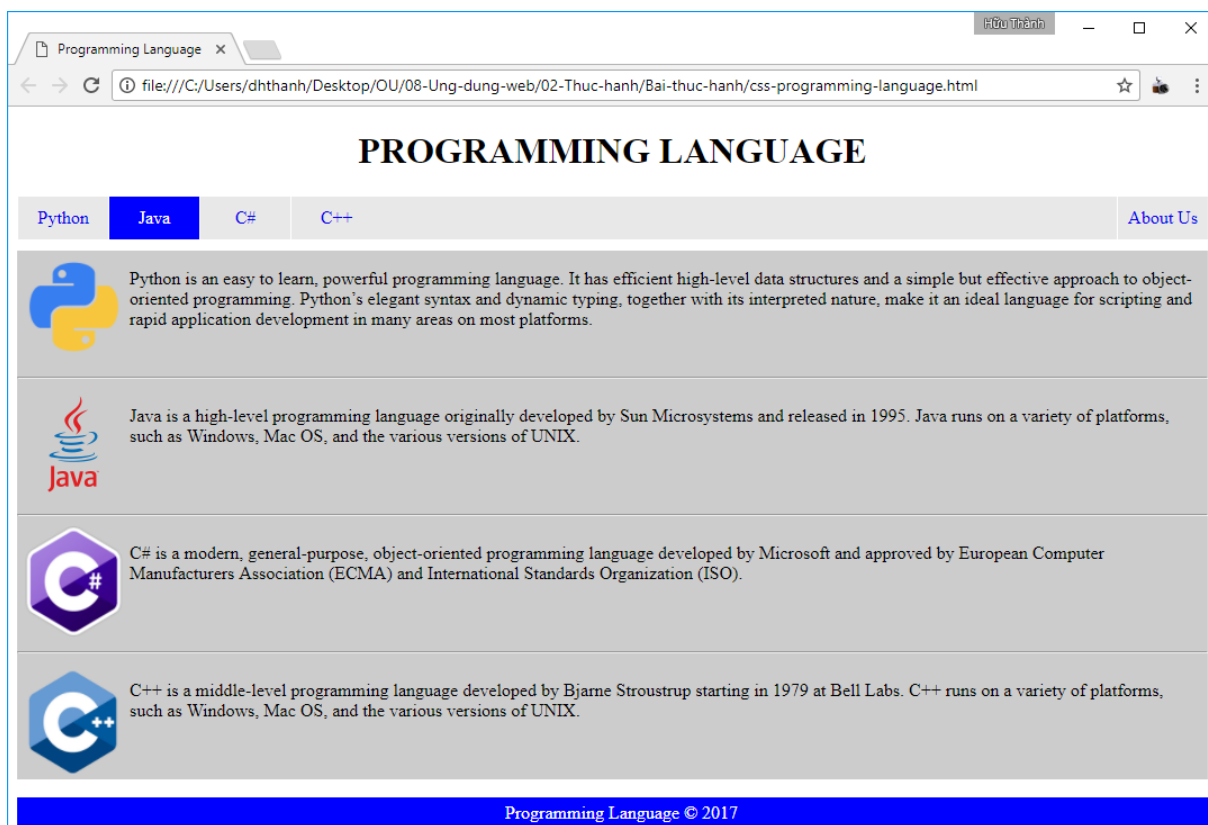 Hữu Thành
Programming Language
file:///C:/Users/dhthanh/Desktop/OU/08-Ung-dung-web/02-Thuc-hanh/Bai-thuc-hanh/css-programming-language.html
PROGRAMMING LANGUAGE
Python Java C# C++ About Us
Python is an easy to learn, powerful programming language. It has efficient high-level data structures and a simple but effective approach to object-
oriented programming. Python’s elegant syntax and dynamic typing, together with its interpreted nature, make it an ideal language for scripting and
rapid application development in many areas on most platforms.
Java is a high-level programming language originally developed by Sun Microsystems and released in 1995. Java runs on a variety of platforms,
such as Windows, Mac OS, and the various versions of UNIX.
Java
C# is a modern, general-purpose, object-oriented programming language developed by Microsoft and approved by European Computer
Manufacturers Association (ECMA) and International Standards Organization (ISO).
C#
C++ is a middle-level programming language developed by Bjarne Stroustrup starting in 1979 at Bell Labs. C++ runs on a variety of platforms,
such as Windows, Mac OS, and the various versions of UNIX.
C++
Programming Language © 2017